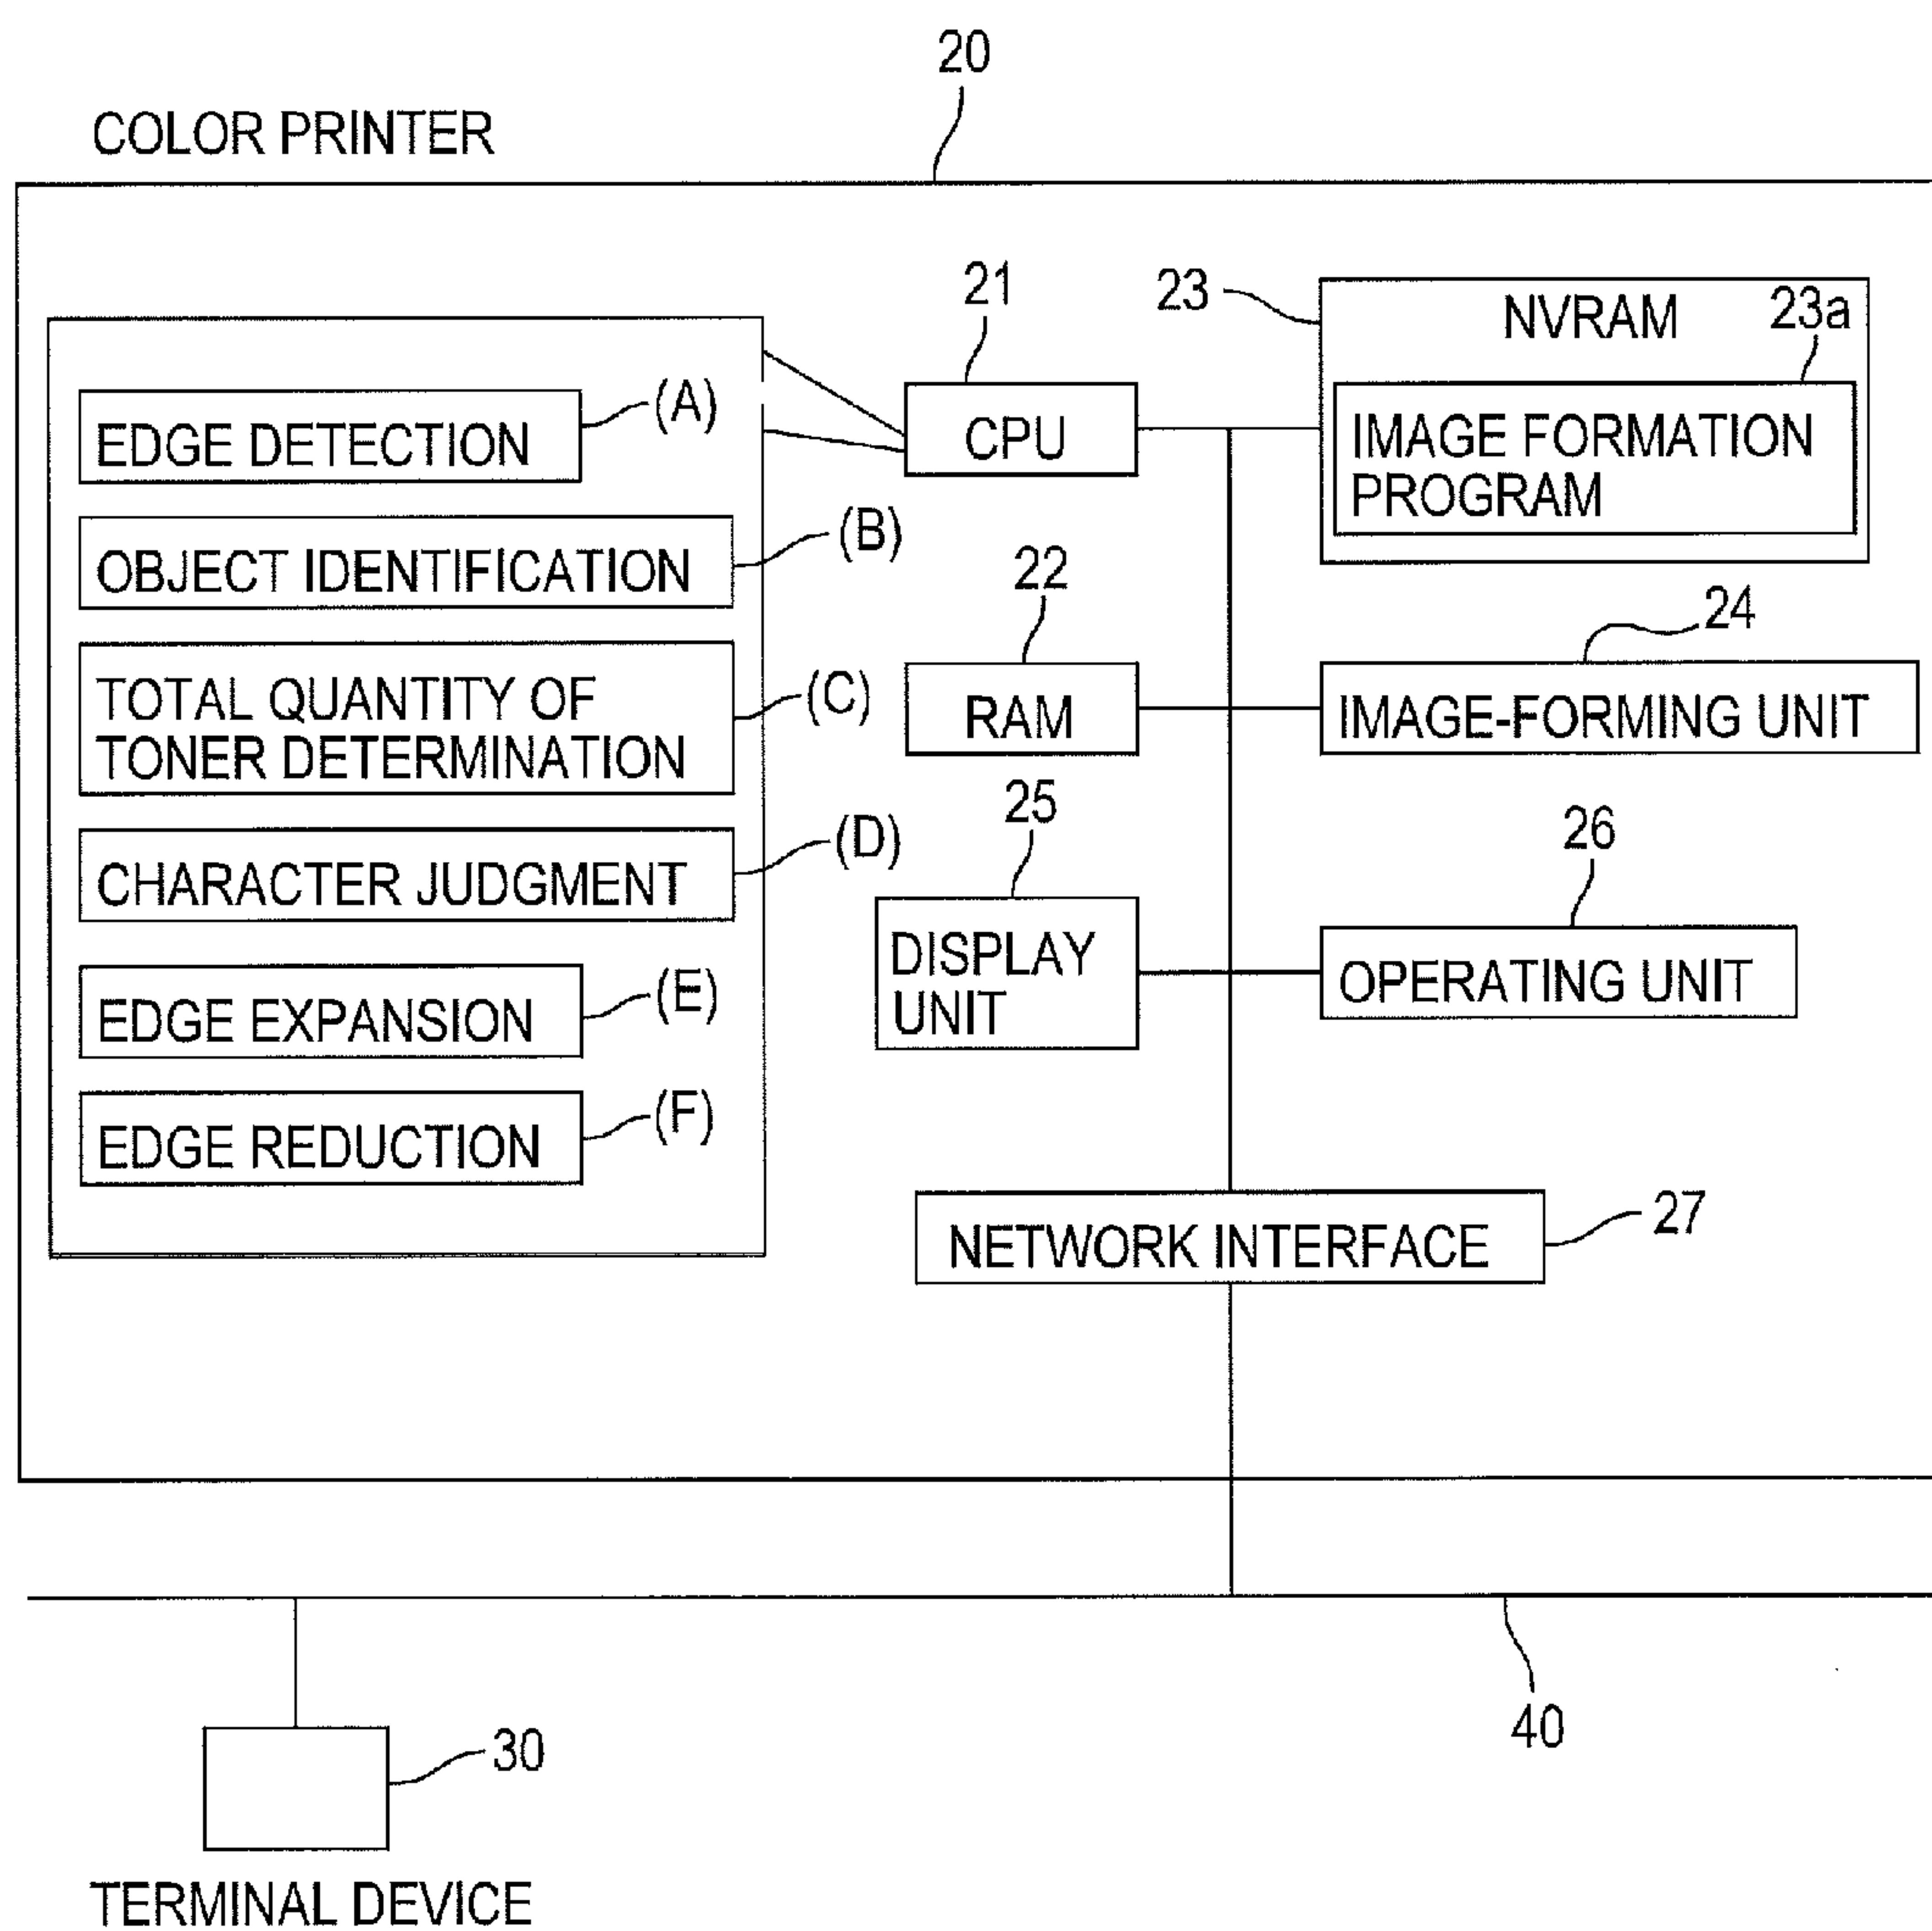 20
COLOR PRINTER
21
23
NVRAM
23a
EDGE DETECTION
(A)
CPU
IMAGE FORMATION
PROGRAM
OBJECT IDENTIFICATION
(B)
22
24
TOTAL QUANTITY OF
TONER DETERMINATION
(C)
RAM
IMAGE-FORMING UNIT
25
26
CHARACTER JUDGMENT
(D)
DISPLAY
UNIT
OPERATING UNIT
EDGE EXPANSION
(E)
EDGE REDUCTION
(F)
NETWORK INTERFACE
27
40
30
TERMINAL DEVICE